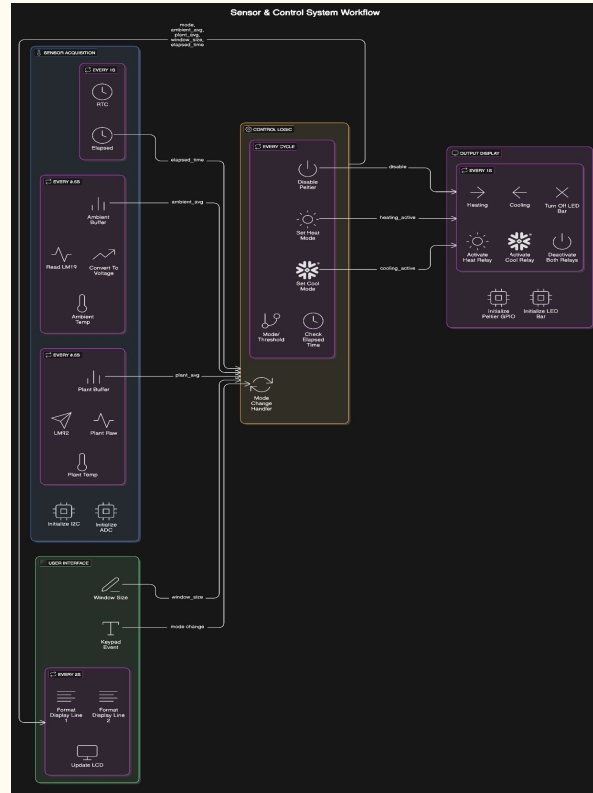 Sensor & Control System Workflow
mode,
ambient_avg,
plant_avg,
window_size,
elapsed_time
SENSOR ACQUISITION
EVERY 1S
RTC
Elapsed
elapsed_time
EVERY 0.5S
Ambient
Buffer
ambient_avg
Read LM19
Convert To
Voltage
Ambient
Temp
EVERY 0.5S
Plant Buffer
plant_avg
LM92
Plant Raw
Plant Temp
Initialize I2C
Initialize
ADC
CONTROL LOGIC
EVERY CYCLE
Disable
Peltier
disable
Set Heat
Mode
heating_active
Set Cool
Mode
cooling_active
Mode/
Threshold
Check
Elapsed
Time
Mode
Change
Handler
OUTPUT DISPLAY
EVERY 1S
Heating
Cooling
Turn Off LED
Bar
Activate
Heat Relay
Activate
Cool Relay
Deactivate
Both Relays
Initialize
Initialize LED
Bar
USER INTERFACE
Window Size
window_size
Keypad
Event
mode change
EVERY 2S
Format
Display Line
1
Format
Display Line
2
Update LCD